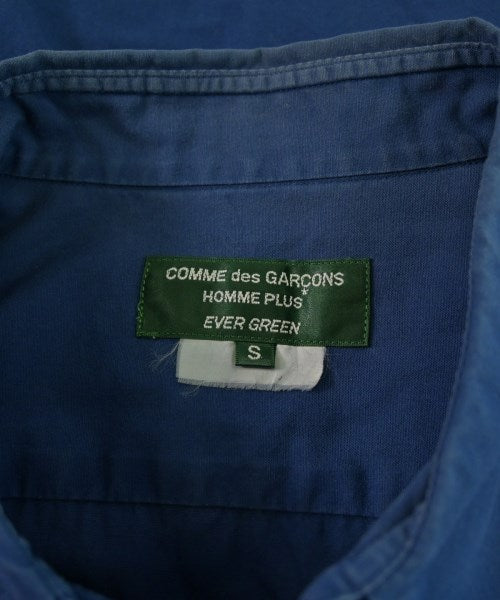 COMME des GARÇONS
HOMME PLUS*
EVER GREEN
S